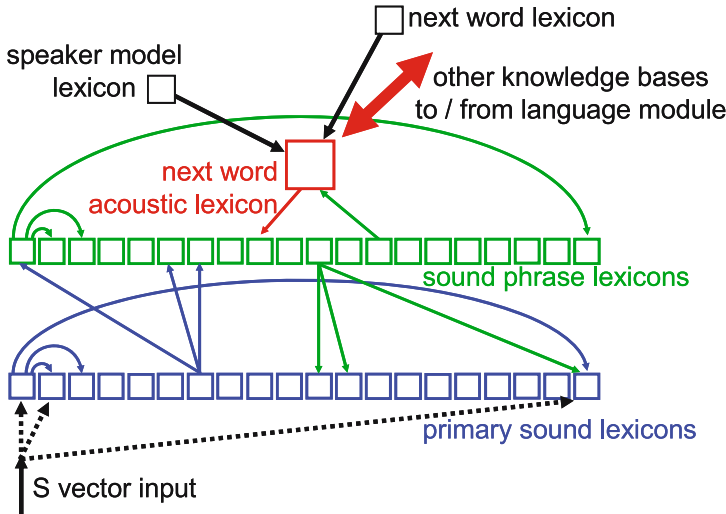 next word lexicon
speaker model
lexicon
other knowledge bases
to / from language module
next word
acoustic lexicon
sound phrase lexicons
primary sound lexicons
S vector input